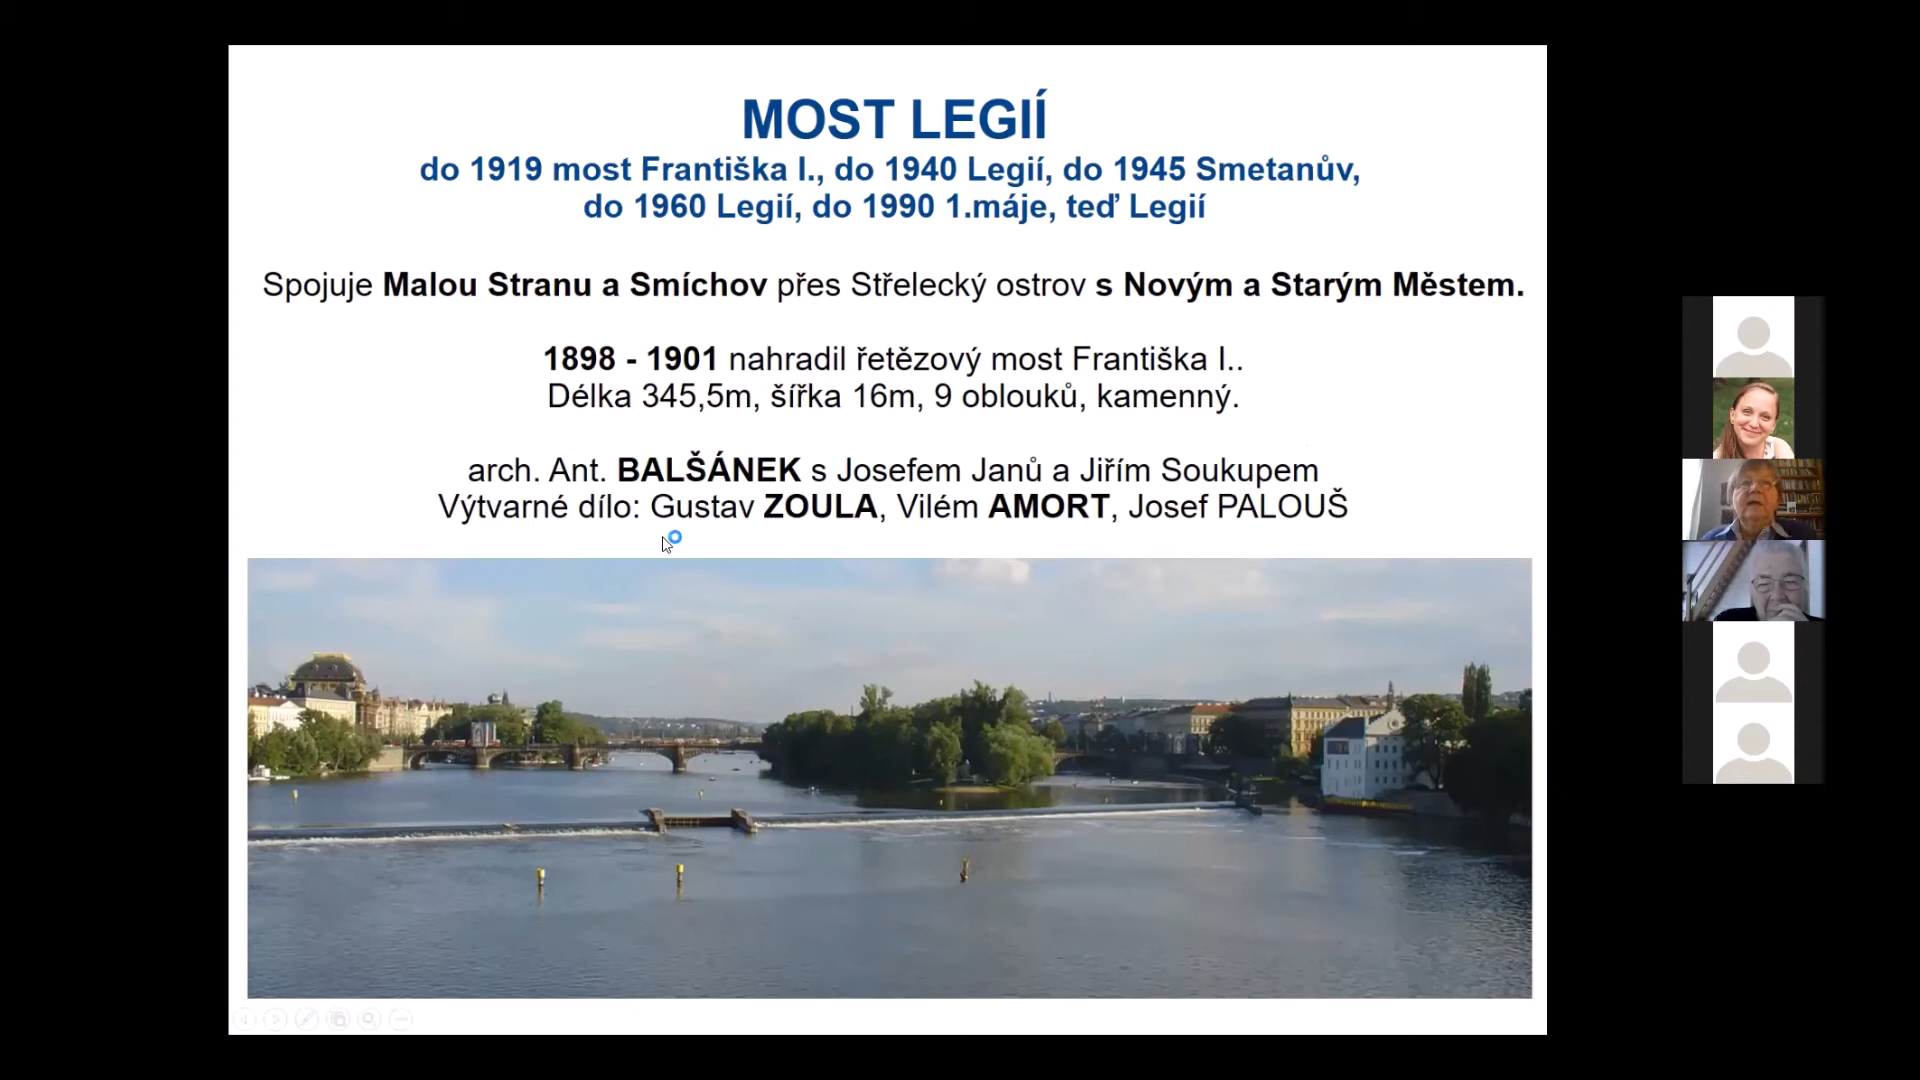 MOST LEGIÍ
do 1919 most Františka I., do 1940 Legií, do 1945 Smetanův,
do 1960 Legií, do 1990 1.máje, teď Legií
Spojuje Malou Stranu a Smíchov přes Střelecký ostrov s Novým a Starým Městem.
1898 - 1901 nahradil řetězový most Františka I..
Délka 345,5m, šířka 16m, 9 oblouků, kamenný.
arch. Ant. BALŠÁNEK s Josefem Janů a Jiřím Soukupem
Výtvarné dílo: Gustav ZOULA, Vilém AMORT, Josef PALOUŠ